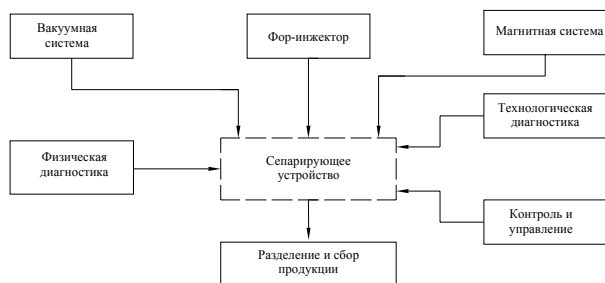 Вакуумная
система
Фор-инжектор
Магнитная система
Технологическая
диагностика
Физическая
диагностика
Сепарирующее
устройство
Контроль и
управление
Разделение и сбор
продукции